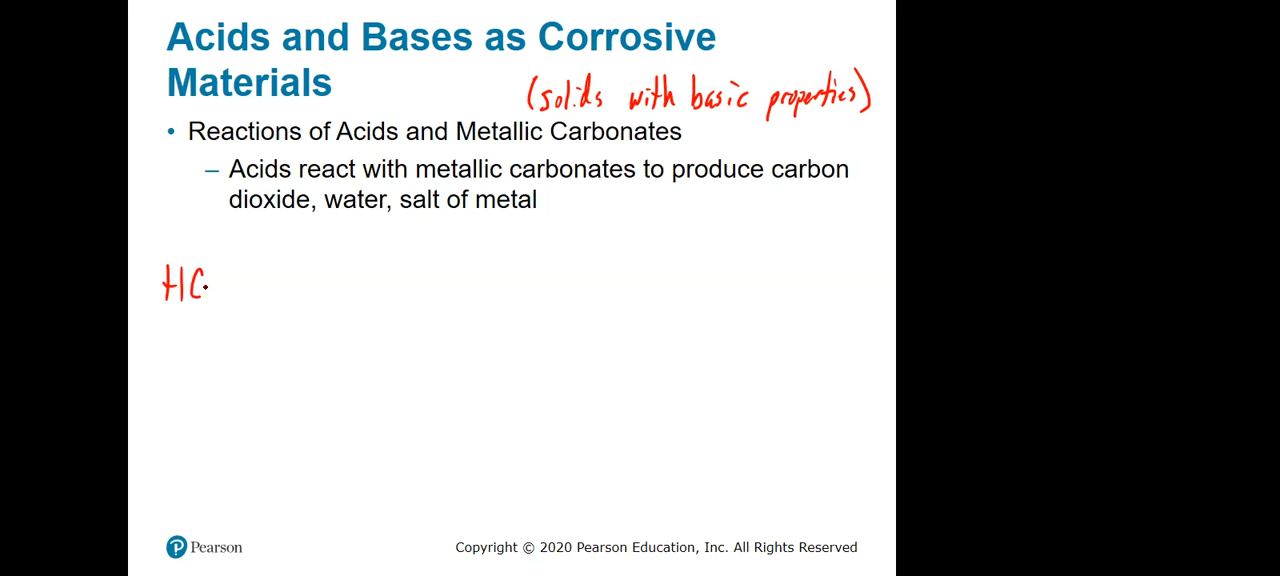 Acids and Bases as Corrosive
Materials
(solids with basic properties)
• Reactions of Acids and Metallic Carbonates
– Acids react with metallic carbonates to produce carbon
dioxide, water, salt of metal
HC
Pearson
Copyright © 2020 Pearson Education, Inc. All Rights Reserved